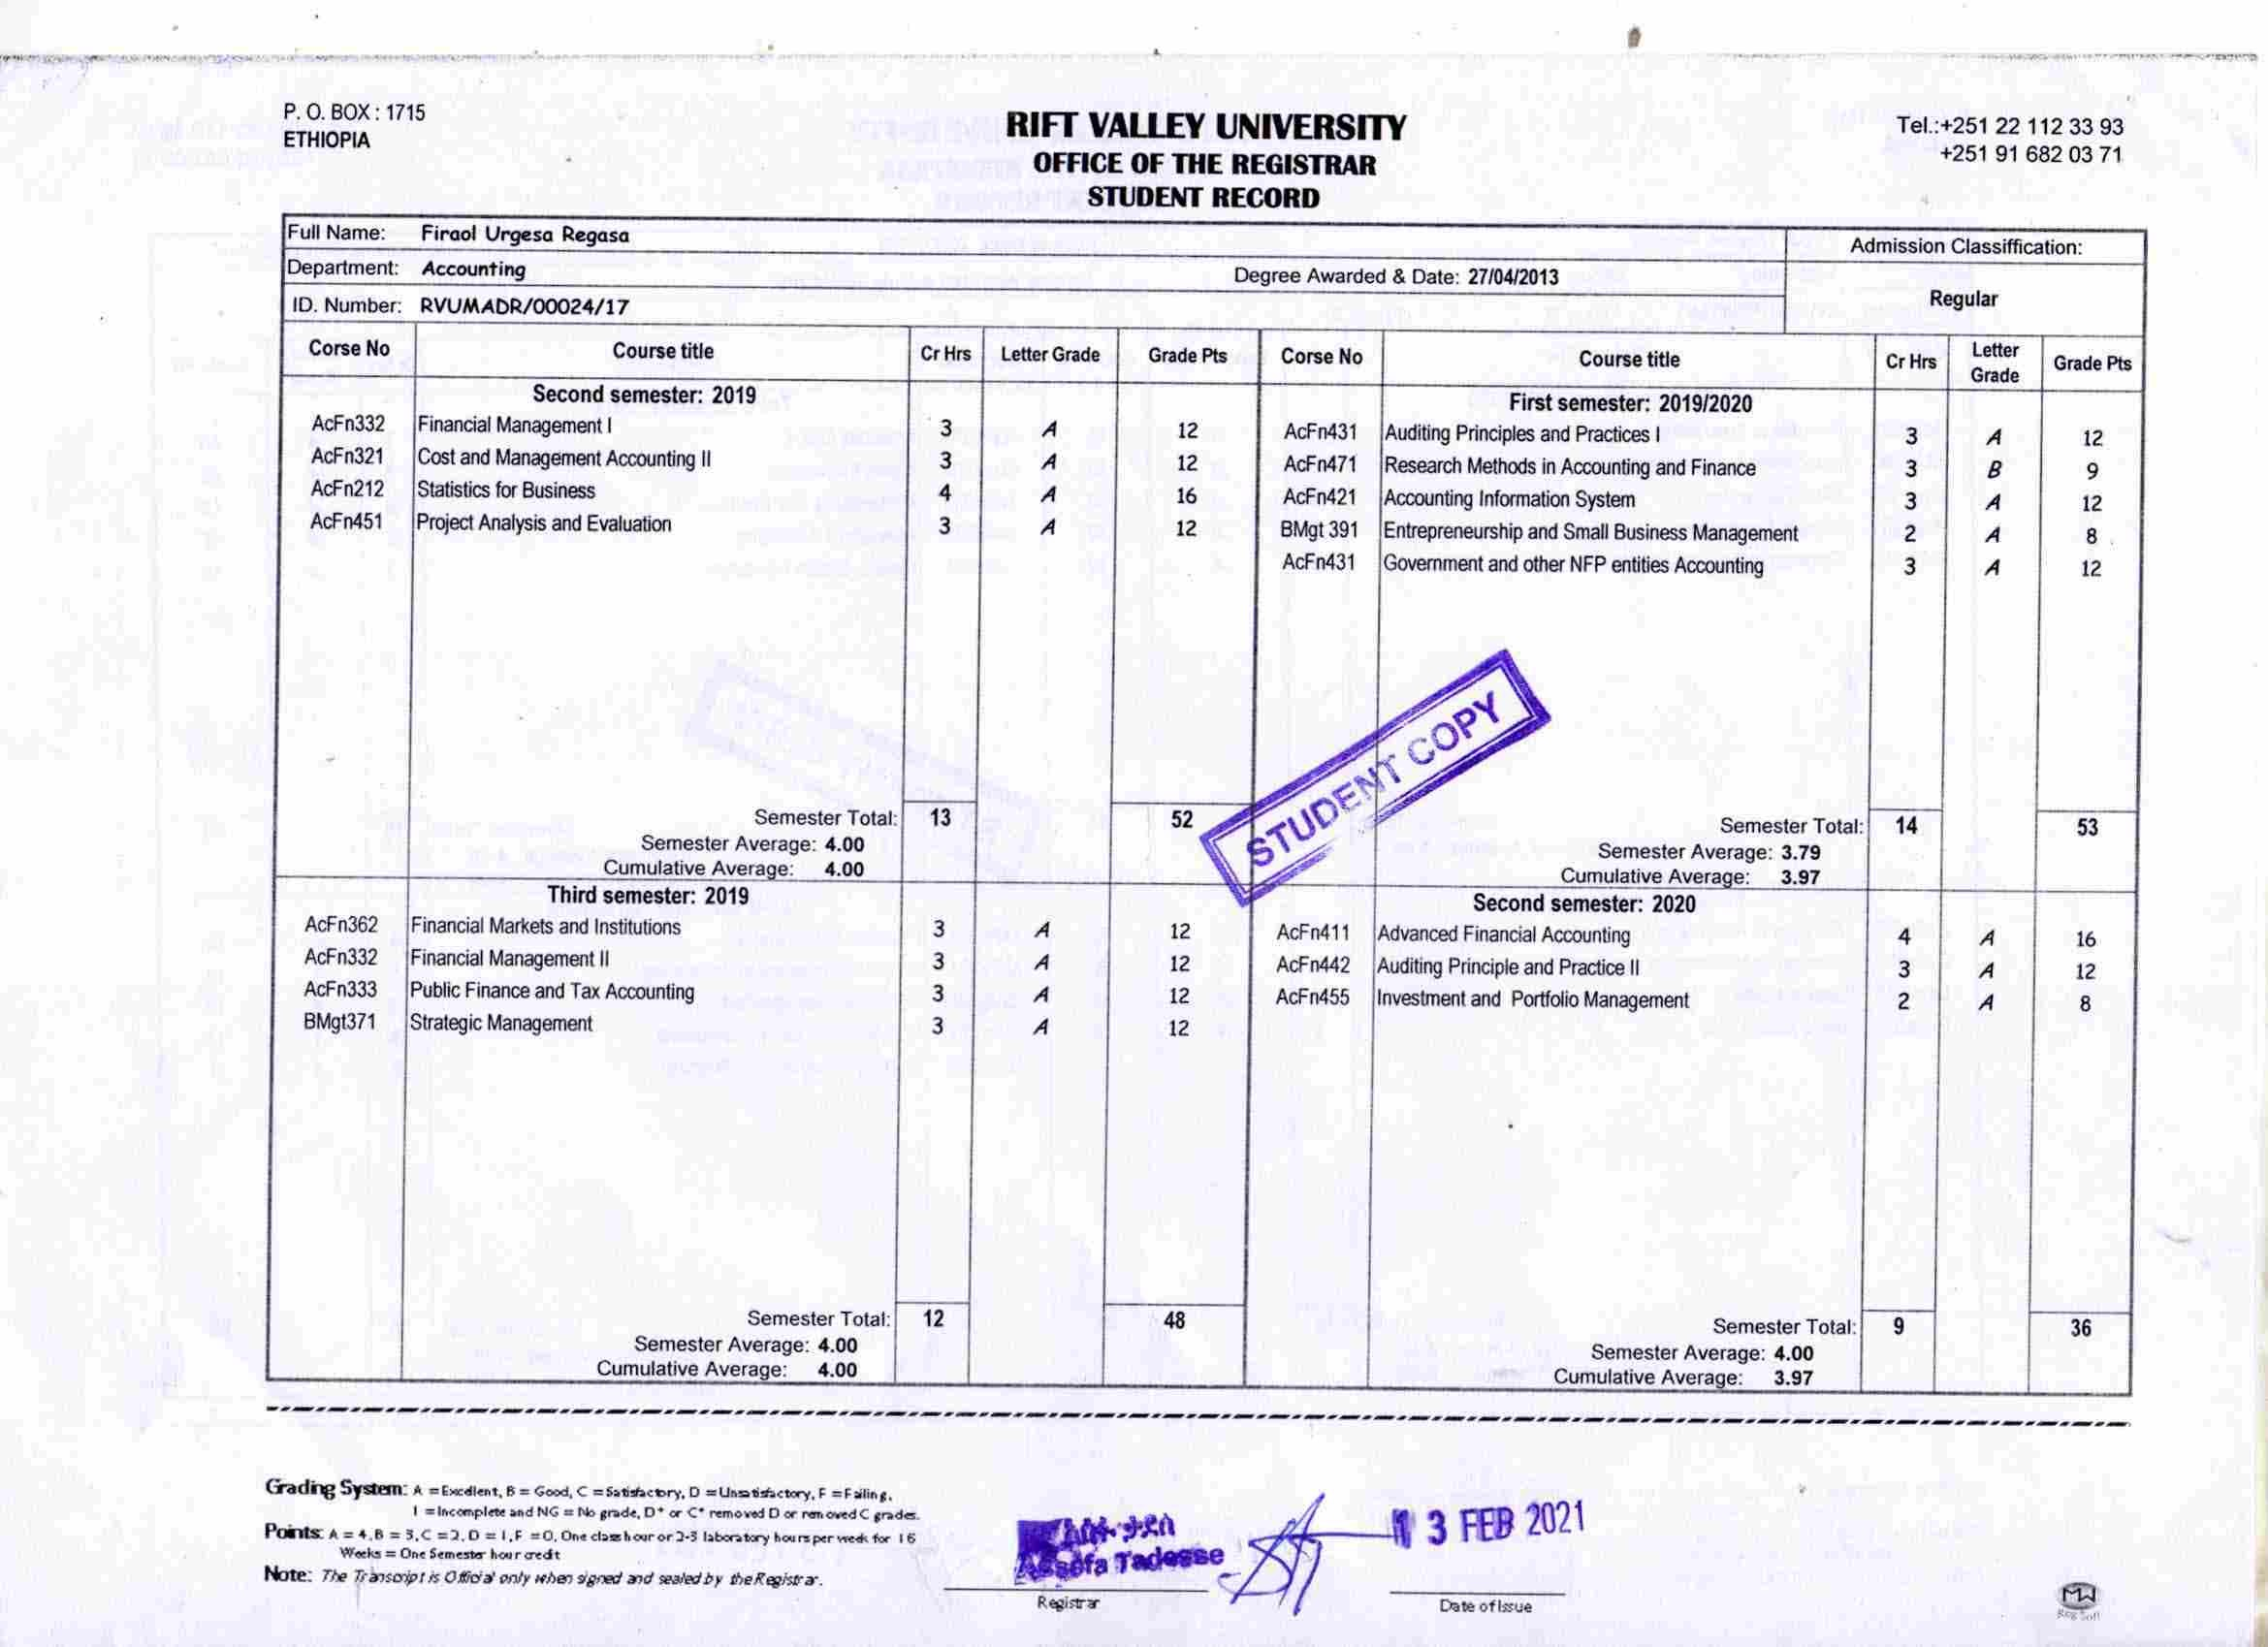 P. O. BOX : 1715
ETHIOPIA
RIFT VALLEY UNIVERSITY
OFFICE OF THE REGISTRAR
STUDENT RECORD
Tel.:+251 22 112 33 93
+251 91 682 03 71
Full Name: Firaol Urgesa Regasa
Department: Accounting
Degree Awarded & Date: 27/04/2013
ID. Number: RVUMADR/00024/17
Admission Classiffication:
Regular
Corse No Course title Cr Hrs Letter Grade Grade Pts
Second semester: 2019
AcFn332 Financial Management I 3 A 12
AcFn321 Cost and Management Accounting II 3 A 12
AcFn212 Statistics for Business 4 A 16
AcFn451 Project Analysis and Evaluation 3 A 12
Semester Total: 13 52
Semester Average: 4.00
Cumulative Average: 4.00
Third semester: 2019
AcFn362 Financial Markets and Institutions 3 A 12
AcFn332 Financial Management II 3 A 12
AcFn333 Public Finance and Tax Accounting 3 A 12
BMgt371 Strategic Management 3 A 12
Semester Total: 12 48
Semester Average: 4.00
Cumulative Average: 4.00
Corse No Course title Cr Hrs Letter Grade Grade Pts
First semester: 2019/2020
AcFn431 Auditing Principles and Practices I 3 A 12
AcFn471 Research Methods in Accounting and Finance 3 B 9
AcFn421 Accounting Information System 3 A 12
BMgt 391 Entrepreneurship and Small Business Management 2 A 8
AcFn431 Government and other NFP entities Accounting 3 A 12
STUDENT COPY
Semester Total: 14 53
Semester Average: 3.79
Cumulative Average: 3.97
Second semester: 2020
AcFn411 Advanced Financial Accounting 4 A 16
AcFn442 Auditing Principle and Practice II 3 A 12
AcFn455 Investment and Portfolio Management 2 A 8
Semester Total: 9 36
Semester Average: 4.00
Cumulative Average: 3.97
Grading System: A = Excellent, B = Good, C = Satisfactory, D = Unsatisfactory, F = Failing,
I = Incomplete and NG = No grade, D* or C* removed D or removed C grades.
Points: A = 4, B = 3, C = 2, D = 1, F = 0, One class hour or 2-3 laboratory hours per week for 16
Weeks = One Semester hour credit
Note: The Transcript is Official only when signed and sealed by the Registrar.
Assefa Tadesse
Registrar
13 FEB 2021
Date of Issue
MW
Reg Soft